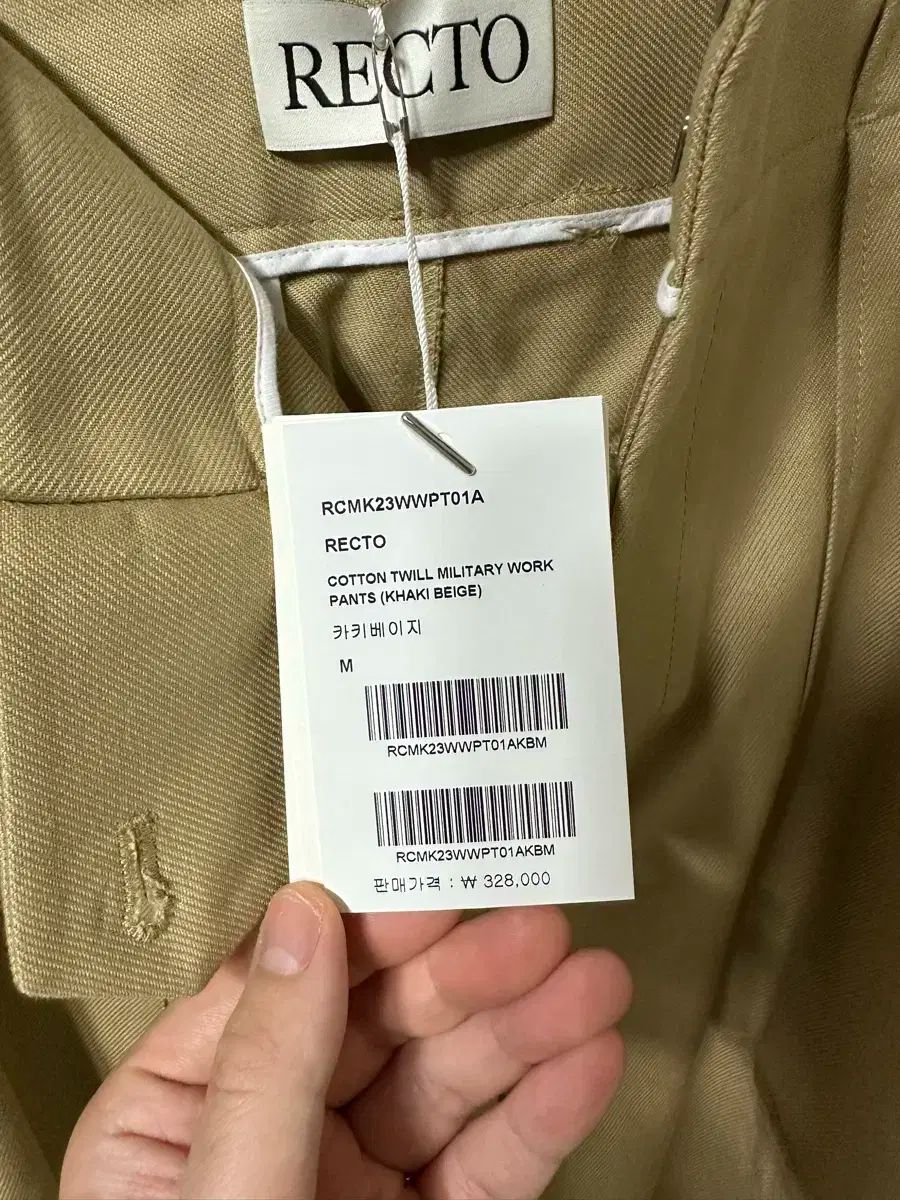 RECTO
RCMK23WWPT01A
RECTO
COTTON TWILL MILITARY WORK
PANTS (KHAKI BEIGE)
카키베이지
M
RCMK23WWPT01AKBM
RCMK23WWPT01AKBM
판매가격 : ₩ 328,000